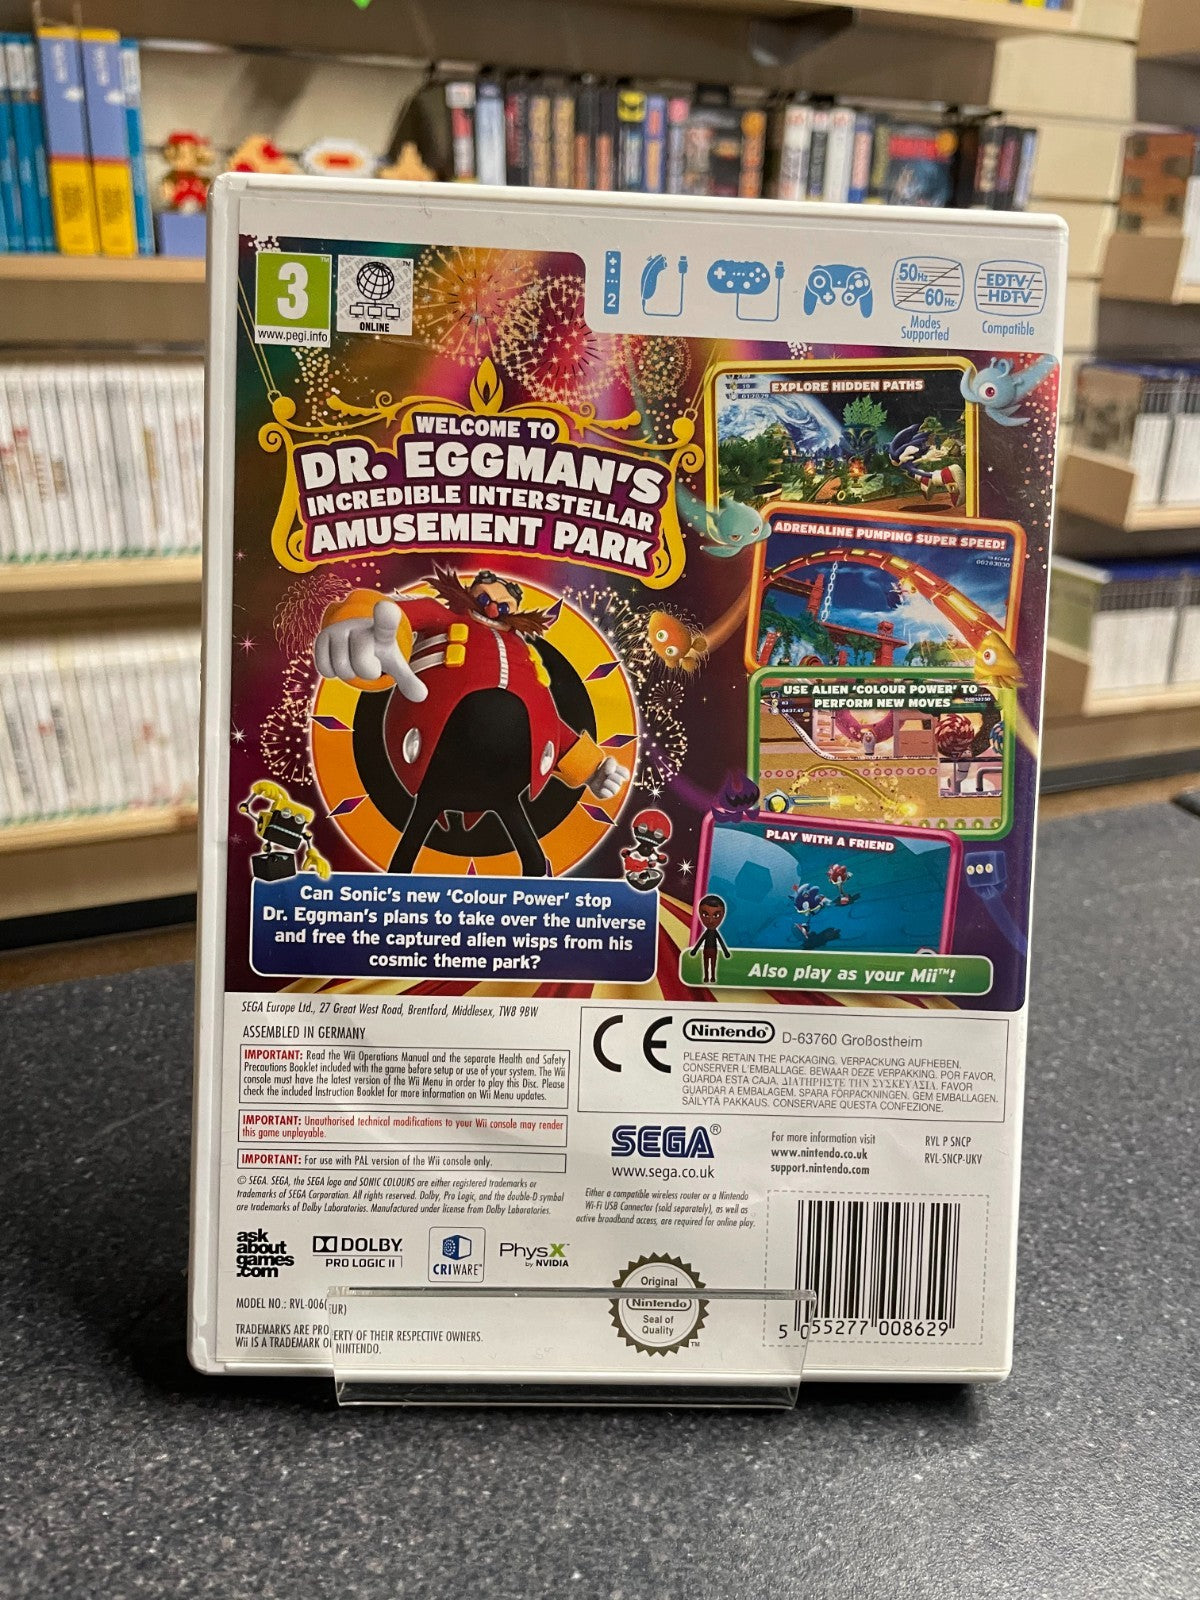 3
www.pegi.info
TM
ONLINE
2
50Hz
60Hz
Modes
Supported
EDTV/
HDTV
Compatible
WELCOME TO
DR. EGGMAN'S
INCREDIBLE INTERSTELLAR
AMUSEMENT PARK
EXPLORE HIDDEN PATHS
ADRENALINE PUMPING SUPER SPEED!
00283030
USE ALIEN 'COLOUR POWER' TO
PERFORM NEW MOVES
PLAY WITH A FRIEND
Also play as your Mii™!
Can Sonic's new 'Colour Power' stop
Dr. Eggman's plans to take over the universe
and free the captured alien wisps from his
cosmic theme park?
SEGA Europe Ltd., 27 Great West Road, Brentford, Middlesex, TW8 9BW
ASSEMBLED IN GERMANY
IMPORTANT: Read the Wii Operations Manual and the separate Health and Safety
Precautions Booklet included with the game before setup or use of your system. The Wii
console must have the latest version of the Wii Menu in order to play this Disc. Please
check the included Instruction Booklet for more information on Wii Menu updates.
IMPORTANT: Unauthorised technical modifications to your Wii console may render
this game unplayable.
IMPORTANT: For use with PAL version of the Wii console only.
© SEGA. SEGA, the SEGA logo and SONIC COLOURS are either registered trademarks or
trademarks of SEGA Corporation. All rights reserved. Dolby, Pro Logic, and the double-D symbol
are trademarks of Dolby Laboratories. Manufactured under license from Dolby Laboratories.
CE
Nintendo®
D-63760 Großostheim
PLEASE RETAIN THE PACKAGING. VERPACKUNG AUFHEBEN.
CONSERVER L'EMBALLAGE. BEWAAR DEZE VERPAKKING. POR FAVOR,
GUARDA ESTA CAJA. ΔΙΑΤΗΡΗΣΤΕ ΤΗΝ ΣΥΣΚΕΥΑΣΙΑ. FAVOR
GUARDAR A EMBALAGEM. SPARA FÖRPACKNINGEN. GEM EMBALLAGEN.
SÄILYTÄ PAKKAUS. CONSERVARE QUESTA CONFEZIONE.
SEGA®
www.sega.co.uk
For more information visit
www.nintendo.co.uk
support.nintendo.com
RVL P SNCP
RVL-SNCP-UKV
Either a compatible wireless router or a Nintendo
Wi-Fi USB Connector (sold separately), as well as
active broadband access, are required for online play.
ask
about
games
.com
DOLBY
PRO LOGIC II
CRIWARE™
PhysX
by NVIDIA
MODEL NO.: RVL-006(EUR)
TRADEMARKS ARE PROPERTY OF THEIR RESPECTIVE OWNERS.
Wii IS A TRADEMARK OF NINTENDO.
Original
Nintendo
Seal of
Quality
TM
5 055277 008629